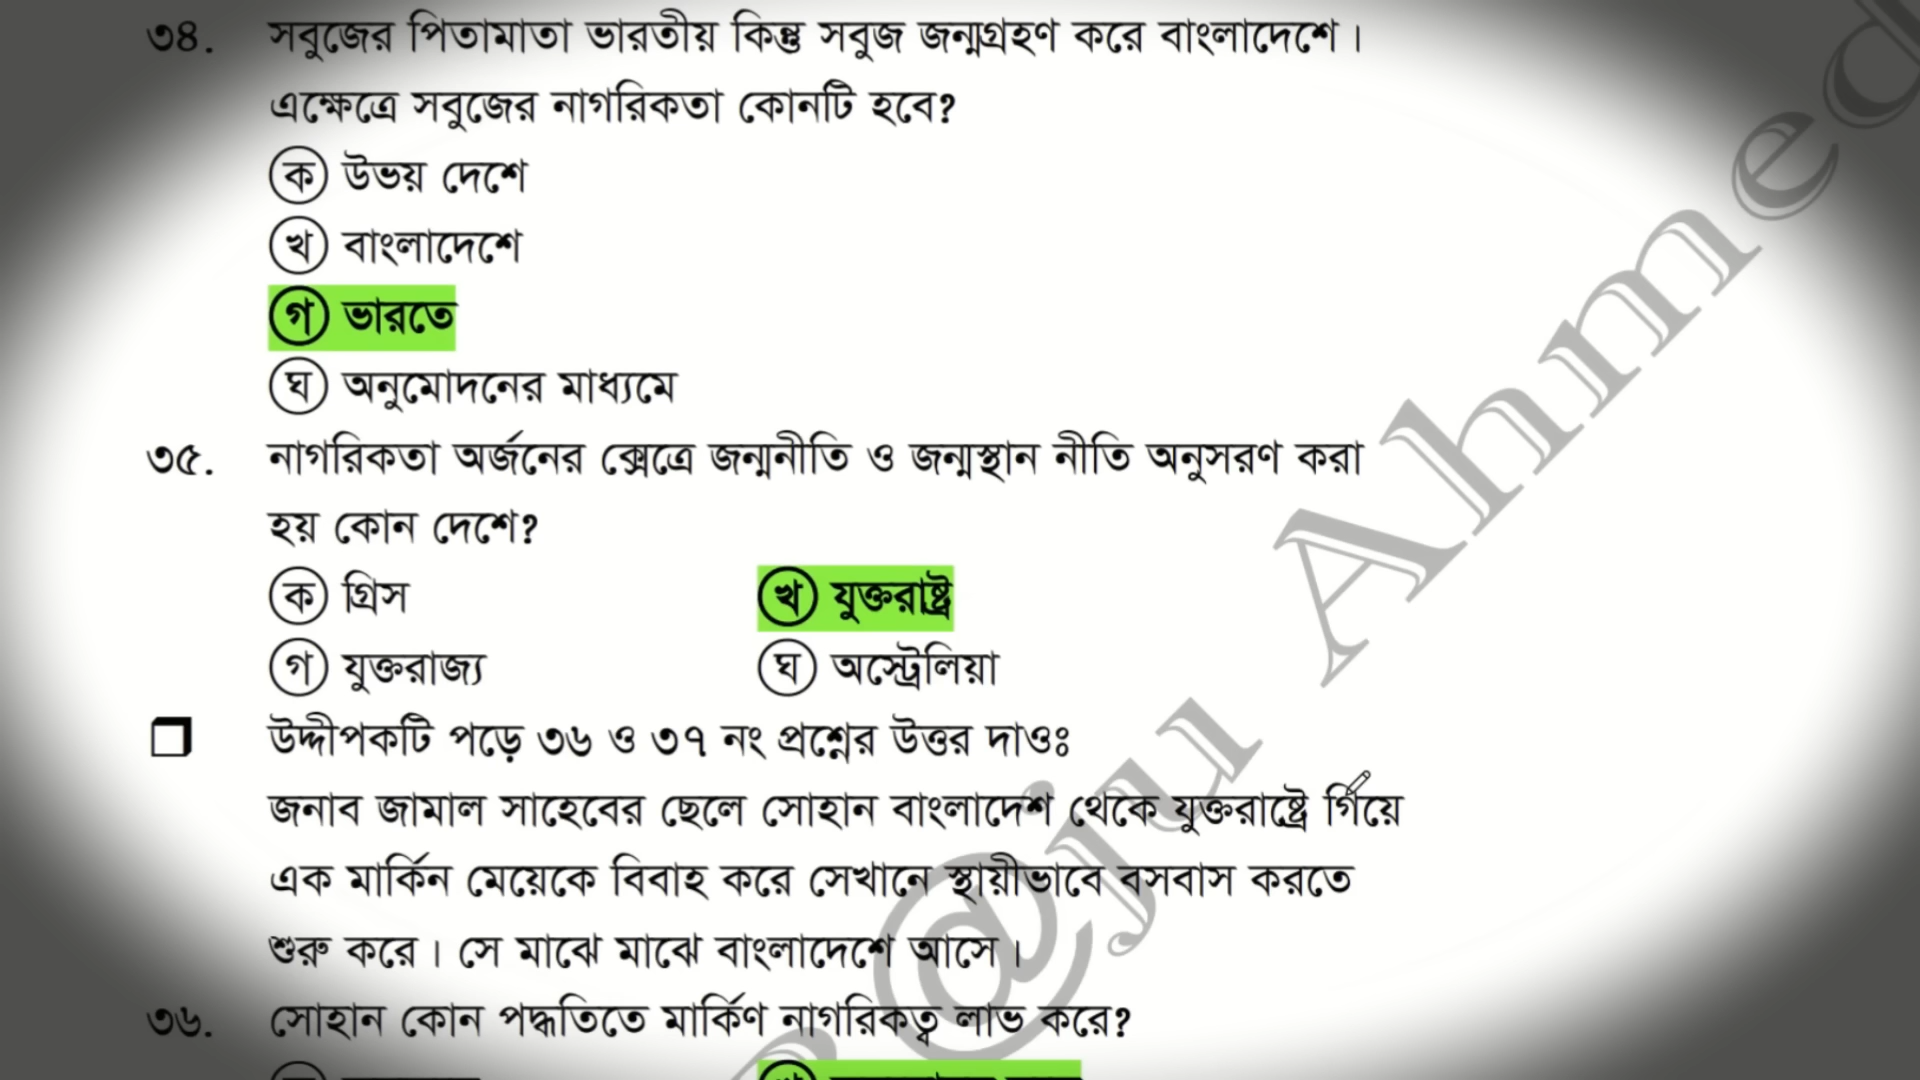 ৩৪. সবুজের পিতামাতা ভারতীয় কিন্তু সবুজ জন্মগ্রহণ করে বাংলাদেশে।
এক্ষেত্রে সবুজের নাগরিকতা কোনটি হবে?
ক উভয় দেশে
খ বাংলাদেশে
গ ভারতে
ঘ অনুমোদনের মাধ্যমে
৩৫. নাগরিকতা অর্জনের ক্সেত্রে জন্মনীতি ও জন্মস্থান নীতি অনুসরণ করা
হয় কোন দেশে?
ক গ্রিস খ যুক্তরাষ্ট্র
গ যুক্তরাজ্য ঘ অস্ট্রেলিয়া
❒ উদ্দীপকটি পড়ে ৩৬ ও ৩৭ নং প্রশ্নের উত্তর দাওঃ
জনাব জামাল সাহেবের ছেলে সোহান বাংলাদেশ থেকে যুক্তরাষ্ট্রে গিয়ে
এক মার্কিন মেয়েকে বিবাহ করে সেখানে স্থায়ীভাবে বসবাস করতে
শুরু করে। সে মাঝে মাঝে বাংলাদেশে আসে।
৩৬. সোহান কোন পদ্ধতিতে মার্কিণ নাগরিকত্ব লাভ করে?
@ju Ahmed